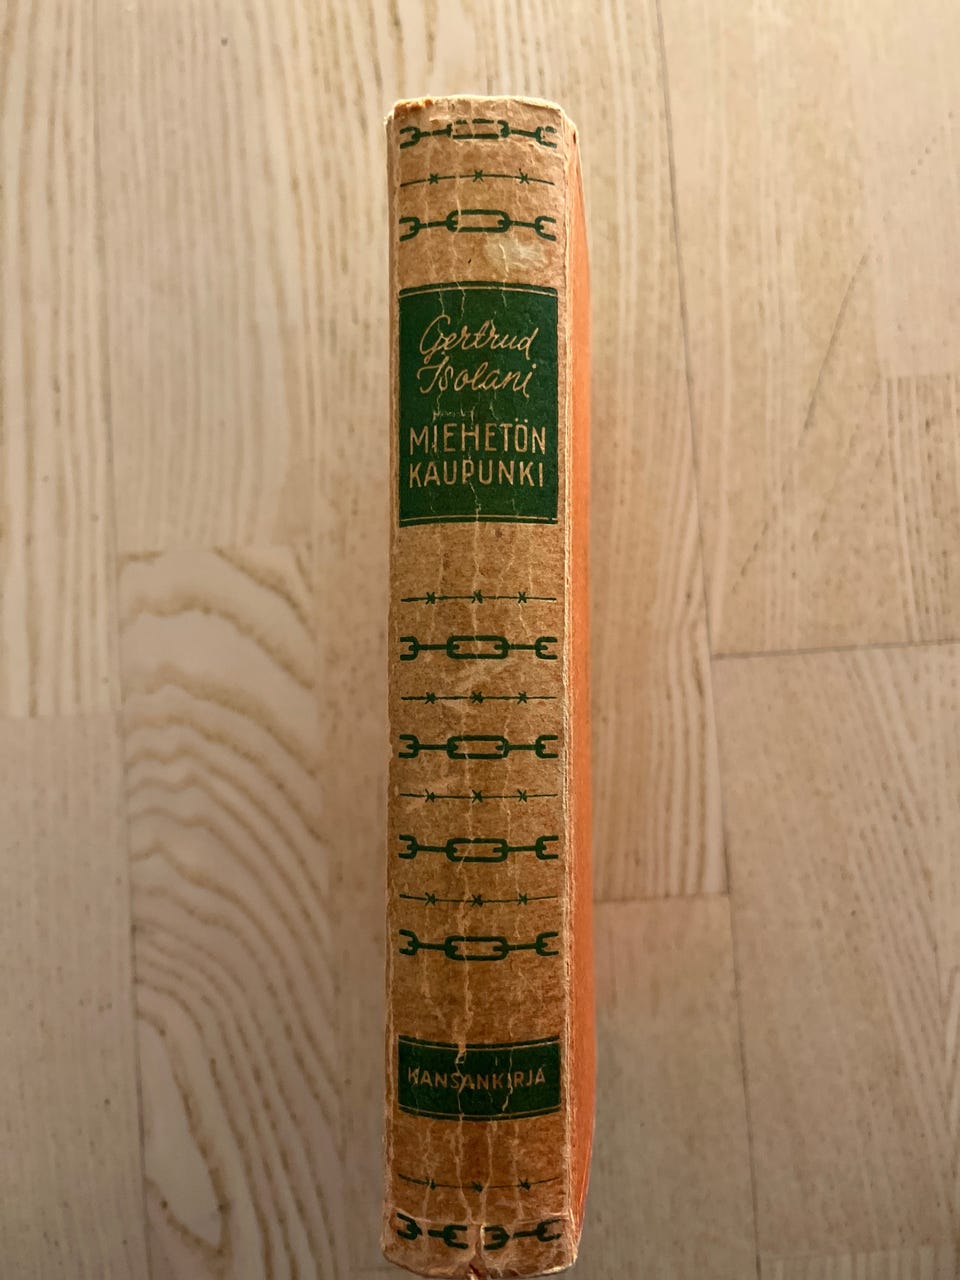 Gertrud
Isolani
MIEHETÖN
KAUPUNKI
KANSANKIRJA